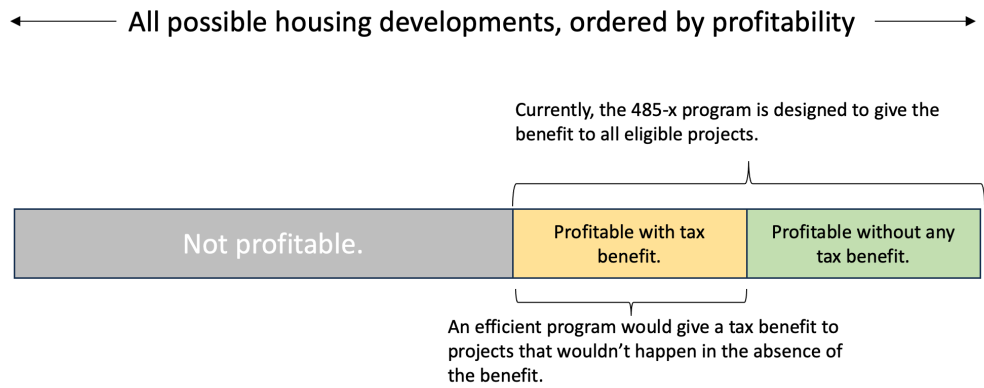 All possible housing developments, ordered by profitability
Currently, the 485-x program is designed to give the
benefit to all eligible projects.
Not profitable.
Profitable with tax
benefit.
Profitable without any
tax benefit.
An efficient program would give a tax benefit to
projects that wouldn’t happen in the absence of
the benefit.